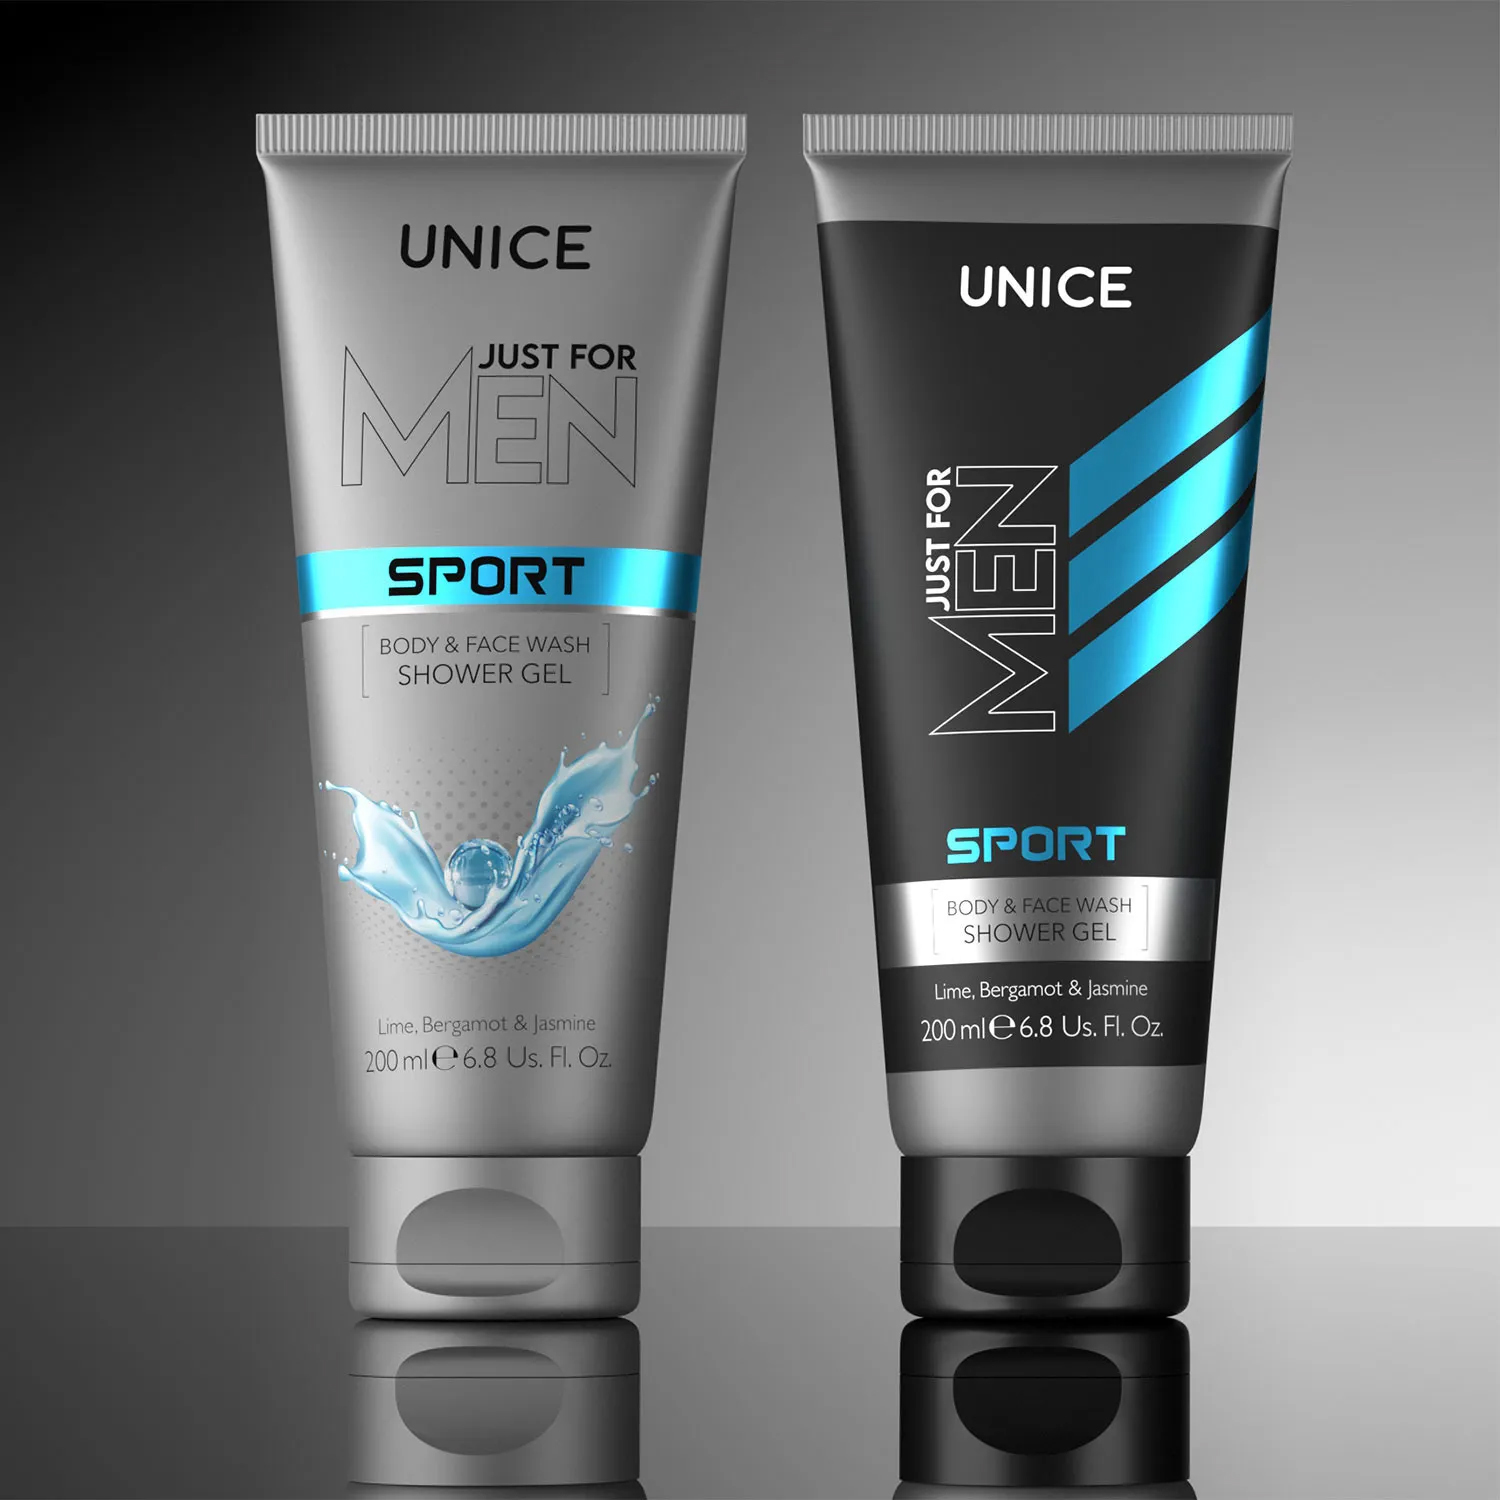 UNICE
JUST FOR
MEN
SPORT
BODY & FACE WASH
SHOWER GEL
Lime, Bergamot & Jasmine
200 ml ℮ 6.8 Us. Fl. Oz.
UNICE
JUST FOR
MEN
SPORT
BODY & FACE WASH
SHOWER GEL
Lime, Bergamot & Jasmine
200 ml ℮ 6.8 Us. Fl. Oz.